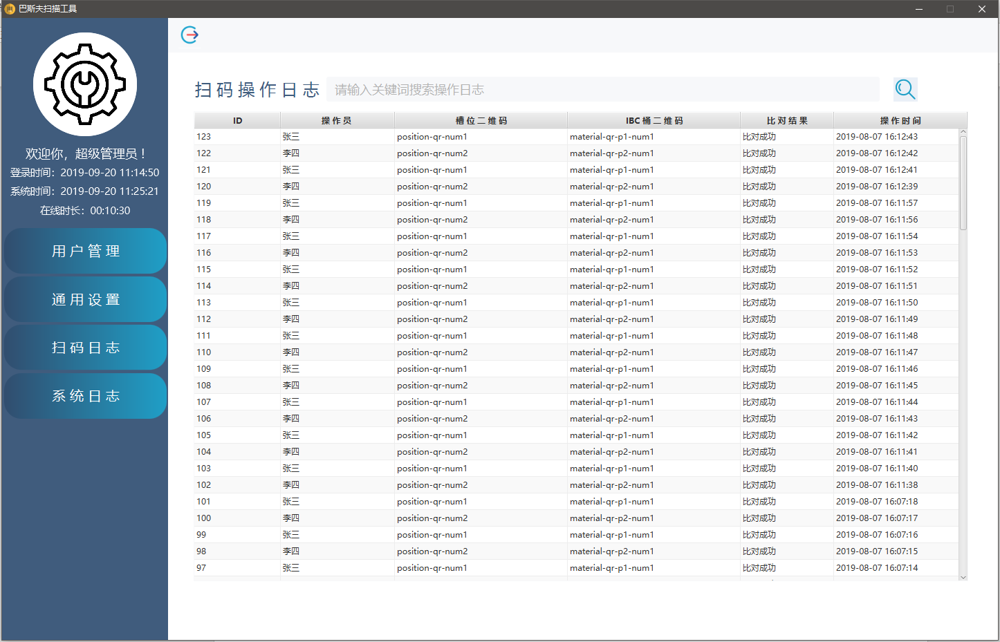 巴斯夫扫描工具
欢迎你，超级管理员！
登录时间：2019-09-20 11:14:50
系统时间：2019-09-20 11:25:21
在线时长：00:10:30
用户管理
通用设置
扫码日志
系统日志
扫码操作日志 请输入关键词搜索操作日志
ID 操作员 槽位二维码 IBC桶二维码 比对结果 操作时间
123 张三 position-qr-num1 material-qr-p1-num1 比对成功 2019-08-07 16:12:43
122 李四 position-qr-num2 material-qr-p2-num1 比对成功 2019-08-07 16:12:42
121 张三 position-qr-num1 material-qr-p1-num1 比对成功 2019-08-07 16:12:41
120 李四 position-qr-num2 material-qr-p2-num1 比对成功 2019-08-07 16:12:39
119 张三 position-qr-num1 material-qr-p1-num1 比对成功 2019-08-07 16:11:57
118 李四 position-qr-num2 material-qr-p2-num1 比对成功 2019-08-07 16:11:56
117 张三 position-qr-num1 material-qr-p1-num1 比对成功 2019-08-07 16:11:54
116 李四 position-qr-num2 material-qr-p2-num1 比对成功 2019-08-07 16:11:53
115 张三 position-qr-num1 material-qr-p1-num1 比对成功 2019-08-07 16:11:52
114 李四 position-qr-num2 material-qr-p2-num1 比对成功 2019-08-07 16:11:51
113 张三 position-qr-num1 material-qr-p1-num1 比对成功 2019-08-07 16:11:50
112 李四 position-qr-num2 material-qr-p2-num1 比对成功 2019-08-07 16:11:49
111 张三 position-qr-num1 material-qr-p1-num1 比对成功 2019-08-07 16:11:48
110 李四 position-qr-num2 material-qr-p2-num1 比对成功 2019-08-07 16:11:47
109 张三 position-qr-num1 material-qr-p1-num1 比对成功 2019-08-07 16:11:46
108 李四 position-qr-num2 material-qr-p2-num1 比对成功 2019-08-07 16:11:45
107 张三 position-qr-num1 material-qr-p1-num1 比对成功 2019-08-07 16:11:44
106 李四 position-qr-num2 material-qr-p2-num1 比对成功 2019-08-07 16:11:43
105 张三 position-qr-num1 material-qr-p1-num1 比对成功 2019-08-07 16:11:42
104 李四 position-qr-num2 material-qr-p2-num1 比对成功 2019-08-07 16:11:41
103 张三 position-qr-num1 material-qr-p1-num1 比对成功 2019-08-07 16:11:40
102 李四 position-qr-num2 material-qr-p2-num1 比对成功 2019-08-07 16:11:38
101 张三 position-qr-num1 material-qr-p1-num1 比对成功 2019-08-07 16:07:18
100 李四 position-qr-num2 material-qr-p2-num1 比对成功 2019-08-07 16:07:17
99 张三 position-qr-num1 material-qr-p1-num1 比对成功 2019-08-07 16:07:16
98 李四 position-qr-num2 material-qr-p2-num1 比对成功 2019-08-07 16:07:15
97 张三 position-qr-num1 material-qr-p1-num1 比对成功 2019-08-07 16:07:14